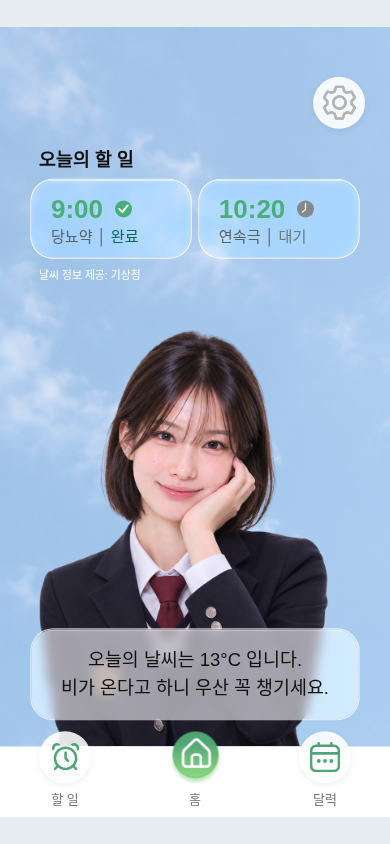 오늘의 할 일
9:00
당뇨약 | 완료
10:20
연속극 | 대기
날씨 정보 제공: 기상청
오늘의 날씨는 13°C 입니다.
비가 온다고 하니 우산 꼭 챙기세요.
할 일
홈
달력